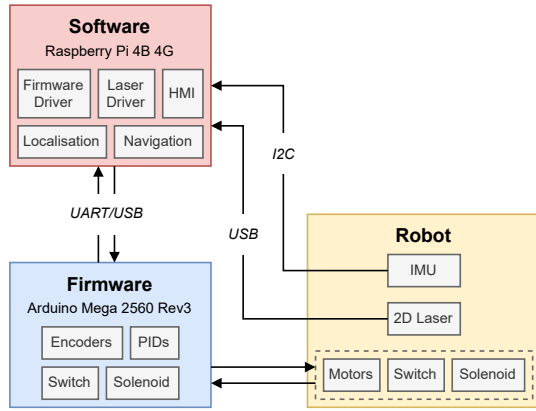 Software
Raspberry Pi 4B 4G
Firmware
Driver
Laser
Driver
HMI
Localisation
Navigation
I2C
UART/USB
USB
Robot
IMU
2D Laser
Motors
Switch
Solenoid
Firmware
Arduino Mega 2560 Rev3
Encoders
PIDs
Switch
Solenoid